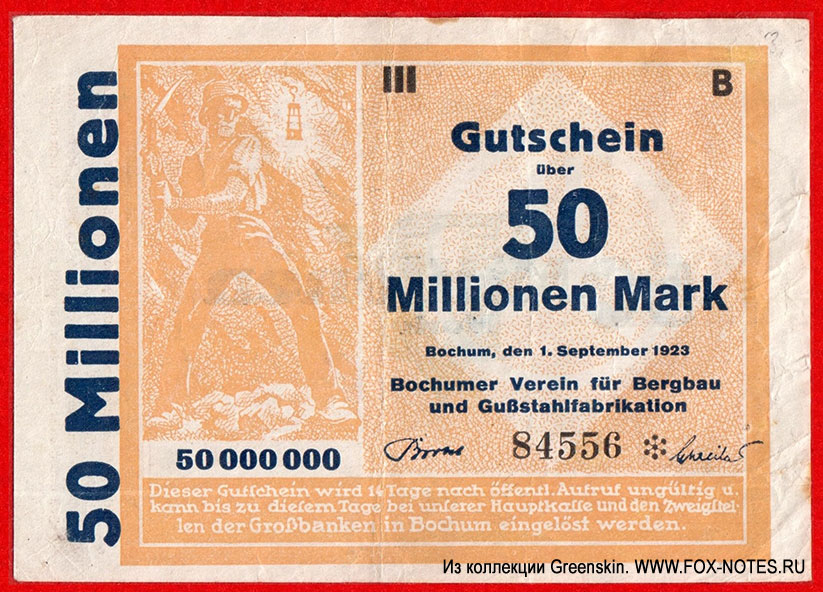 50 Millionen
III B
Gutschein
über
50
Millionen Mark
Bochum, den 1. September 1923
Bochumer Verein für Bergbau
und Gußstahlfabrikation
84556 ✻
50 000 000
Dieser Gutschein wird 14 Tage nach öffentl. Aufruf ungültig u.
kann bis zu diesem Tage bei unserer Hauptkasse und den Zweigstel-
len der Großbanken in Bochum eingelöst werden.
Из коллекции Greenskin. WWW.FOX-NOTES.РУ